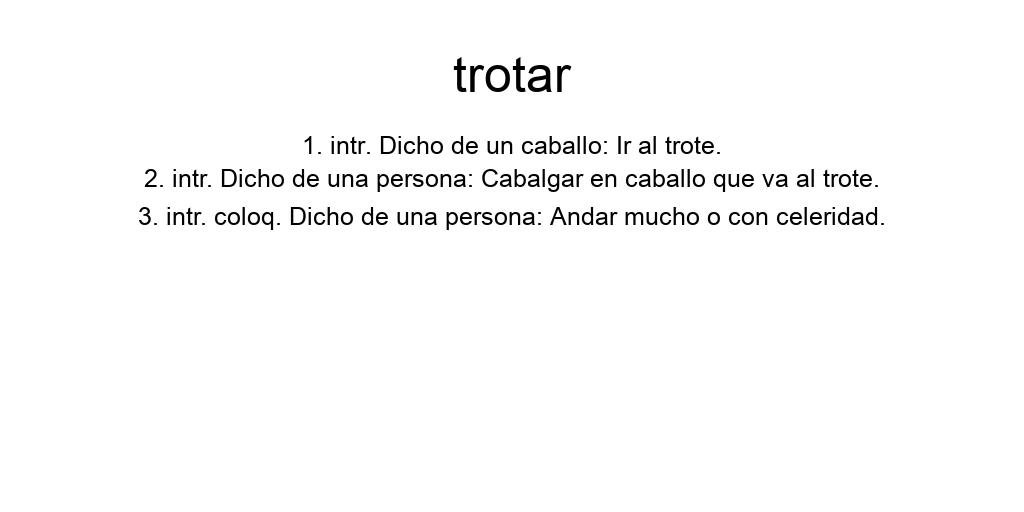 trotar
1. intr. Dicho de un caballo: Ir al trote.
2. intr. Dicho de una persona: Cabalgar en caballo que va al trote.
3. intr. coloq. Dicho de una persona: Andar mucho o con celeridad.